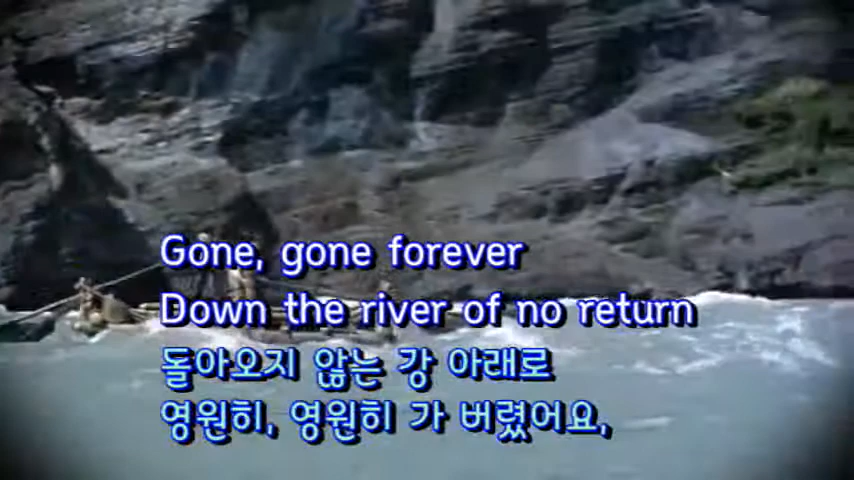 Gone, gone forever
Down the river of no return
돌아오지 않는 강 아래로
영원히, 영원히 가 버렸어요,